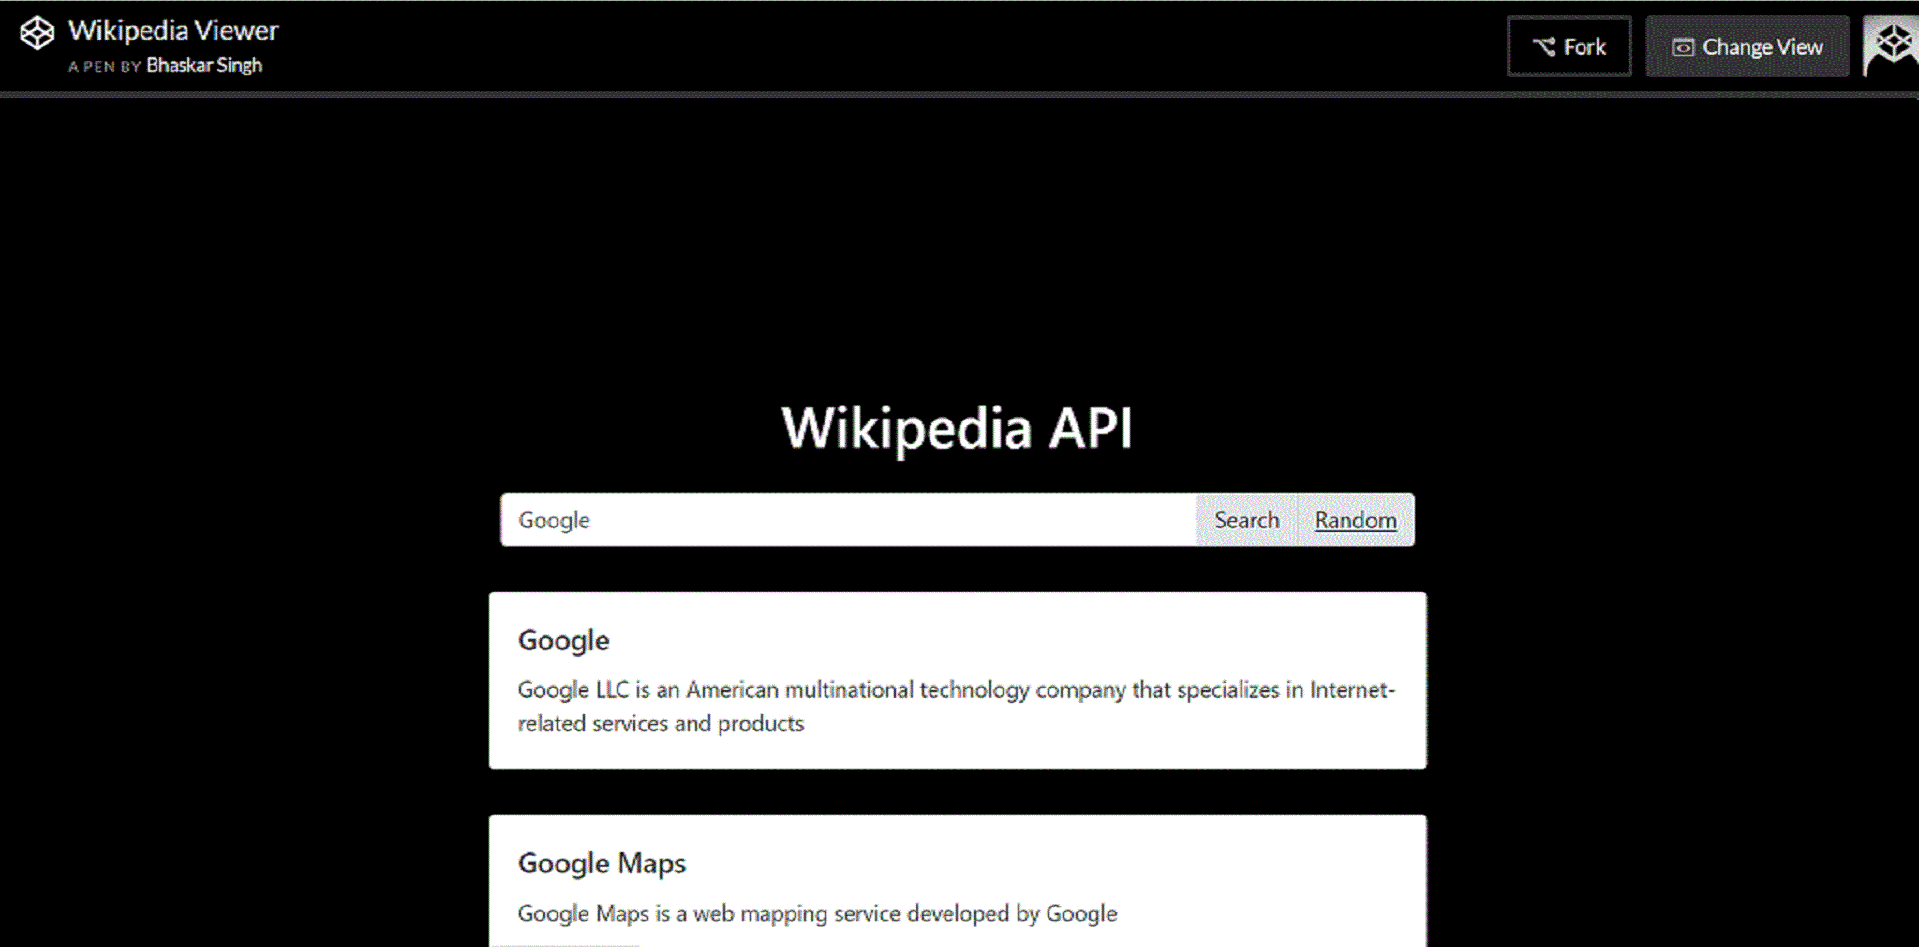 Wikipedia Viewer
A PEN BY Bhaskar Singh
Fork
Change View
Wikipedia API
Google
Search
Random
Google
Google LLC is an American multinational technology company that specializes in Internet-
related services and products
Google Maps
Google Maps is a web mapping service developed by Google